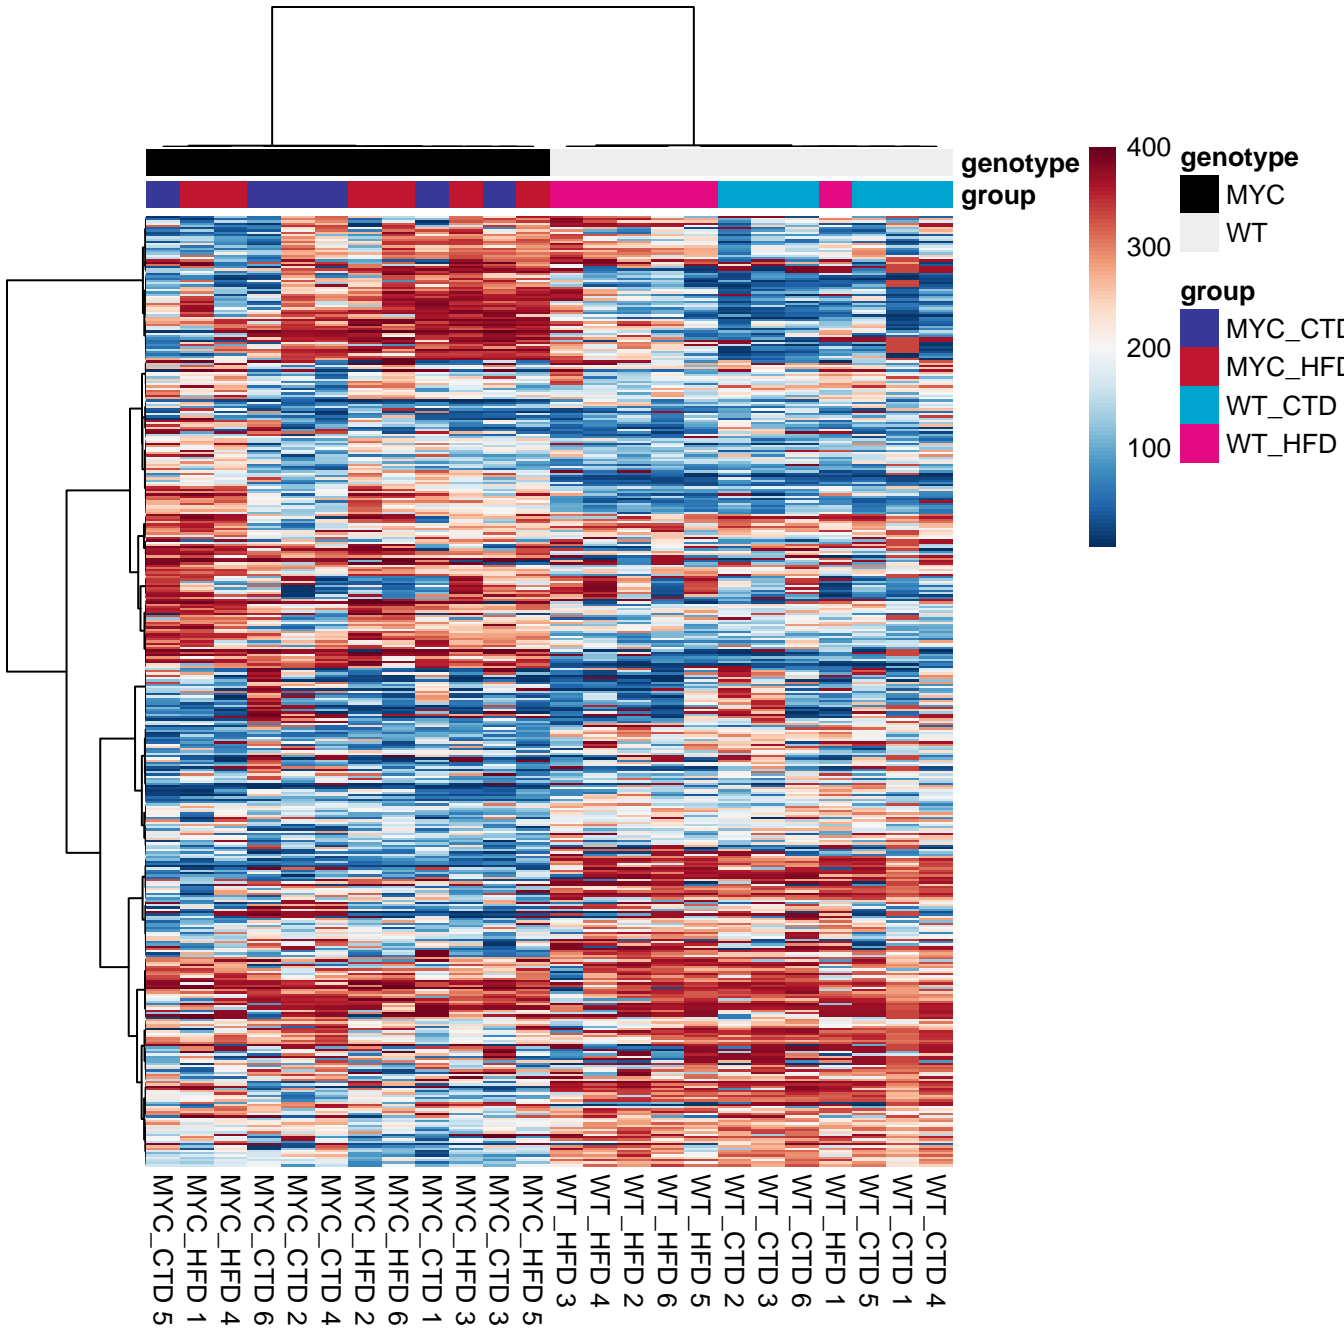 genotype
group
400
300
200
100
genotype
MYC
WT
group
MYC_CTD
MYC_HFD
WT_CTD
WT_HFD
MYC_CTD 5
MYC_HFD 1
MYC_HFD 4
MYC_CTD 6
MYC_CTD 2
MYC_CTD 4
MYC_HFD 2
MYC_HFD 6
MYC_CTD 1
MYC_HFD 3
MYC_CTD 3
MYC_HFD 5
WT_HFD 3
WT_HFD 4
WT_HFD 2
WT_HFD 6
WT_HFD 5
WT_CTD 2
WT_CTD 3
WT_CTD 6
WT_HFD 1
WT_CTD 5
WT_CTD 1
WT_CTD 4